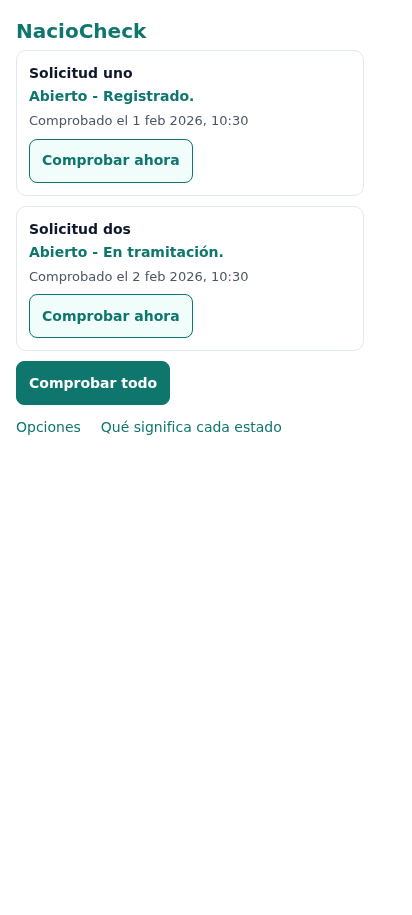 NacioCheck
Solicitud uno
Abierto - Registrado.
Comprobado el 1 feb 2026, 10:30
Comprobar ahora
Solicitud dos
Abierto - En tramitación.
Comprobado el 2 feb 2026, 10:30
Comprobar ahora
Comprobar todo
Opciones Qué significa cada estado